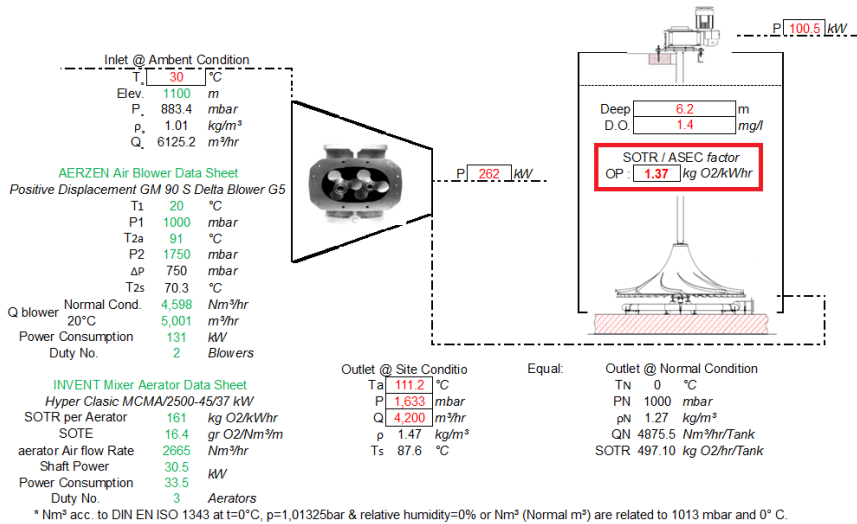 P 100.5 kW
Inlet @ Ambent Condition
T. 30 °C
Elev. 1100 m
P. 883.4 mbar
ρ. 1.01 kg/m³
Q. 6125.2 m³/hr
Deep 6.2 m
D.O. 1.4 mg/l
SOTR / ASEC factor
OP : 1.37 kg O2/kWhr
P 262 kW
AERZEN Air Blower Data Sheet
Positive Displacement GM 90 S Delta Blower G5
T1 20 °C
P1 1000 mbar
T2a 91 °C
P2 1750 mbar
ΔP 750 mbar
T2s 70.3 °C
Q blower Normal Cond. 4,598 Nm³/hr
20°C 5,001 m³/hr
Power Consumption 131 kW
Duty No. 2 Blowers
INVENT Mixer Aerator Data Sheet
Hyper Clasic MCMA/2500-45/37 kW
SOTR per Aerator 161 kg O2/kWhr
SOTE 16.4 gr O2/Nm³/m
aerator Air flow Rate 2665 Nm³/hr
Shaft Power 30.5 kW
Power Consumption 33.5
Duty No. 3 Aerators
Outlet @ Site Conditio
Ta 111.2 °C
P 1,633 mbar
Q 4,200 m³/hr
ρ 1.47 kg/m³
Ts 87.6 °C
Equal:
Outlet @ Normal Condition
TN 0 °C
PN 1000 mbar
ρN 1.27 kg/m³
QN 4875.5 Nm³/hr/Tank
SOTR 497.10 kg O2/hr/Tank
* Nm³ acc. to DIN EN ISO 1343 at t=0°C, p=1,01325bar & relative humidity=0% or Nm³ (Normal m³) are related to 1013 mbar and 0° C.